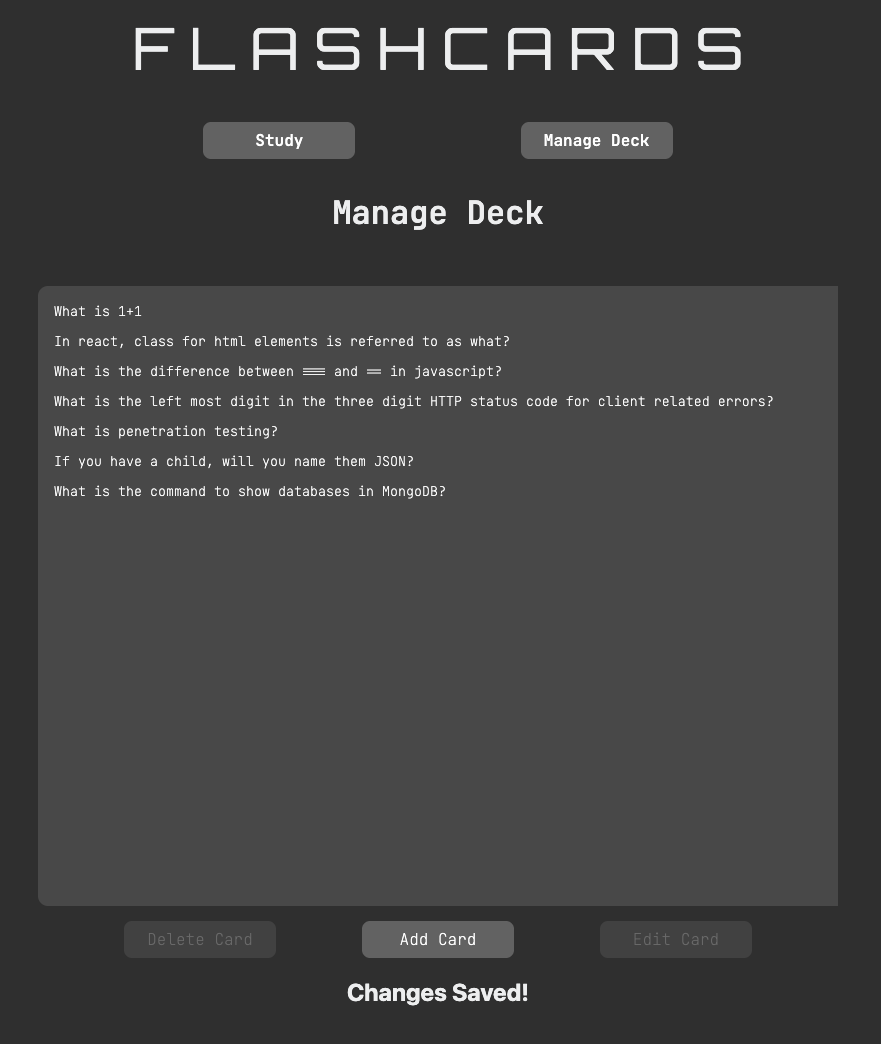 FLASHCARDS
Study
Manage Deck
Manage Deck
What is 1+1
In react, class for html elements is referred to as what?
What is the difference between === and == in javascript?
What is the left most digit in the three digit HTTP status code for client related errors?
What is penetration testing?
If you have a child, will you name them JSON?
What is the command to show databases in MongoDB?
Delete Card
Add Card
Edit Card
Changes Saved!